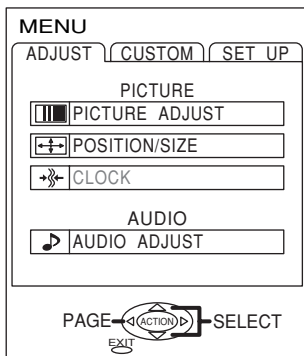 MENU
ADJUST CUSTOM SET UP
PICTURE
PICTURE ADJUST
POSITION/SIZE
CLOCK
AUDIO
AUDIO ADJUST
PAGE ACTION SELECT
EXIT